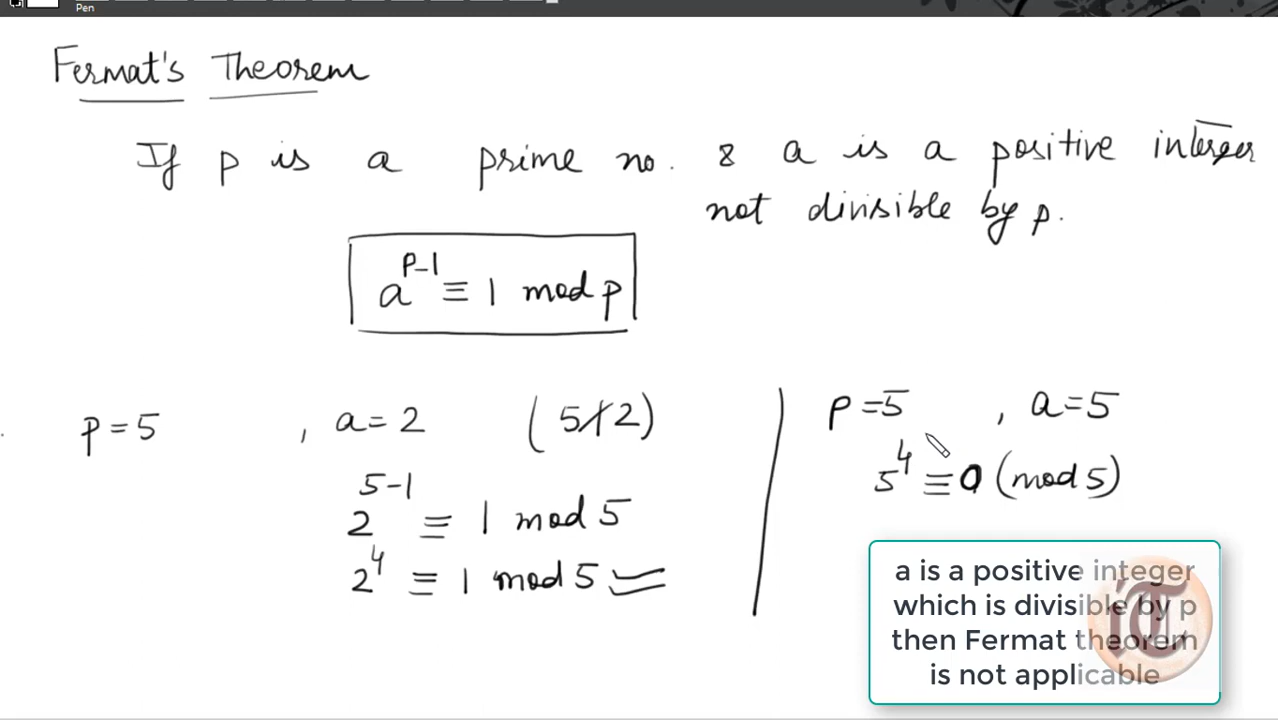 Pen
Fermat's Theorem
If p is a prime no. & a is a positive interger
not divisible by p.
a^{p-1} ≡ 1 mod p
p = 5 , a = 2 (5∤2)
2^{5-1} ≡ 1 mod 5
2^4 ≡ 1 mod 5
p = 5 , a = 5
5^4 ≡ 0 (mod 5)
a is a positive integer
which is divisible by p
then Fermat theorem
is not applicable